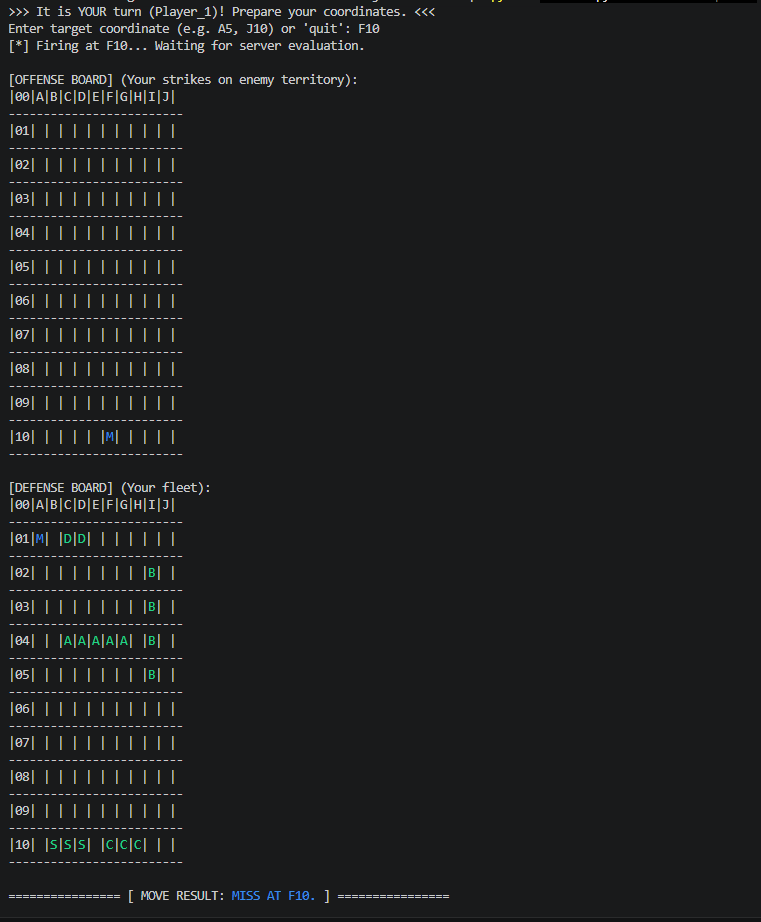 >>> It is YOUR turn (Player_1)! Prepare your coordinates. <<<
Enter target coordinate (e.g. A5, J10) or 'quit': F10
[*] Firing at F10... Waiting for server evaluation.
[OFFENSE BOARD] (Your strikes on enemy territory):
|00|A|B|C|D|E|F|G|H|I|J|
-------------------------
|01| | | | | | | | | | |
-------------------------
|02| | | | | | | | | | |
-------------------------
|03| | | | | | | | | | |
-------------------------
|04| | | | | | | | | | |
-------------------------
|05| | | | | | | | | | |
-------------------------
|06| | | | | | | | | | |
-------------------------
|07| | | | | | | | | | |
-------------------------
|08| | | | | | | | | | |
-------------------------
|09| | | | | | | | | | |
-------------------------
|10| | | | | |M| | | | |
-------------------------
[DEFENSE BOARD] (Your fleet):
|00|A|B|C|D|E|F|G|H|I|J|
-------------------------
|01|M| |D|D| | | | | | |
-------------------------
|02| | | | | | | | |B| |
-------------------------
|03| | | | | | | | |B| |
-------------------------
|04| | |A|A|A|A|A| |B| |
-------------------------
|05| | | | | | | | |B| |
-------------------------
|06| | | | | | | | | | |
-------------------------
|07| | | | | | | | | | |
-------------------------
|08| | | | | | | | | | |
-------------------------
|09| | | | | | | | | | |
-------------------------
|10| |S|S|S| |C|C|C| | |
-------------------------
================ [ MOVE RESULT: MISS AT F10. ] ================